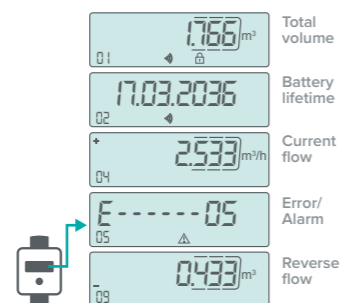 1.766 m³
01
Total
volume
17.03.2036
02
Battery
lifetime
+
2.533 m³/h
04
Current
flow
E------05
05
Error/
Alarm
-
0.433 m³
09
Reverse
flow